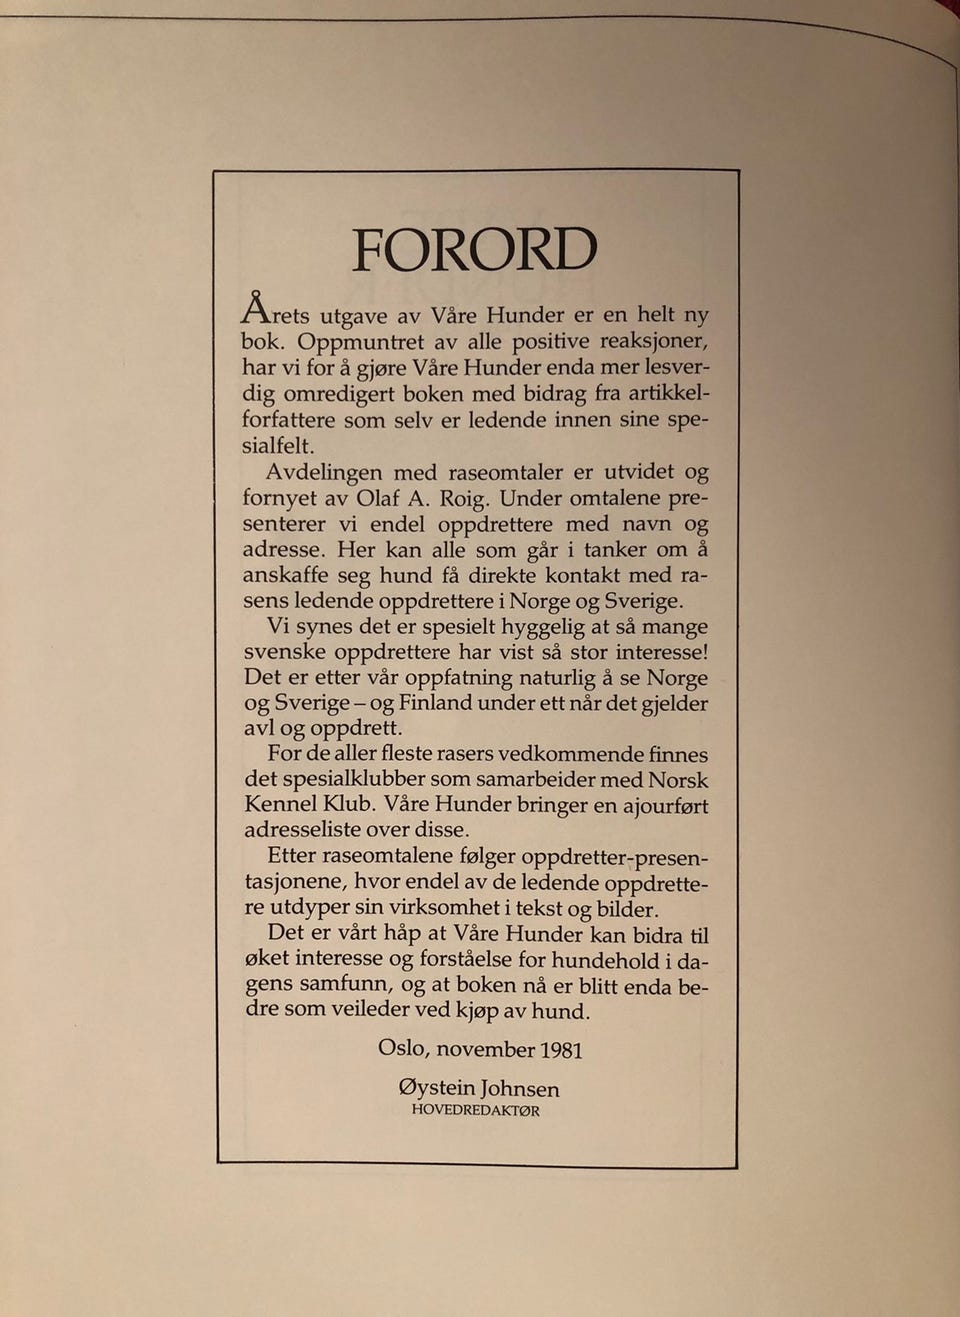 FORORD
Årets utgave av Våre Hunder er en helt ny
bok. Oppmuntret av alle positive reaksjoner,
har vi for å gjøre Våre Hunder enda mer lesver-
dig omredigert boken med bidrag fra artikkel-
forfattere som selv er ledende innen sine spe-
sialfelt.
Avdelingen med raseomtaler er utvidet og
fornyet av Olaf A. Roig. Under omtalene pre-
senterer vi endel oppdrettere med navn og
adresse. Her kan alle som går i tanker om å
anskaffe seg hund få direkte kontakt med ra-
sens ledende oppdrettere i Norge og Sverige.
Vi synes det er spesielt hyggelig at så mange
svenske oppdrettere har vist så stor interesse!
Det er etter vår oppfatning naturlig å se Norge
og Sverige – og Finland under ett når det gjelder
avl og oppdrett.
For de aller fleste rasers vedkommende finnes
det spesialklubber som samarbeider med Norsk
Kennel Klub. Våre Hunder bringer en ajourført
adresseliste over disse.
Etter raseomtalene følger oppdretter-presen-
tasjonene, hvor endel av de ledende oppdrette-
re utdyper sin virksomhet i tekst og bilder.
Det er vårt håp at Våre Hunder kan bidra til
øket interesse og forståelse for hundehold i da-
gens samfunn, og at boken nå er blitt enda be-
dre som veileder ved kjøp av hund.
Oslo, november 1981
Øystein Johnsen
HOVEDREDAKTØR